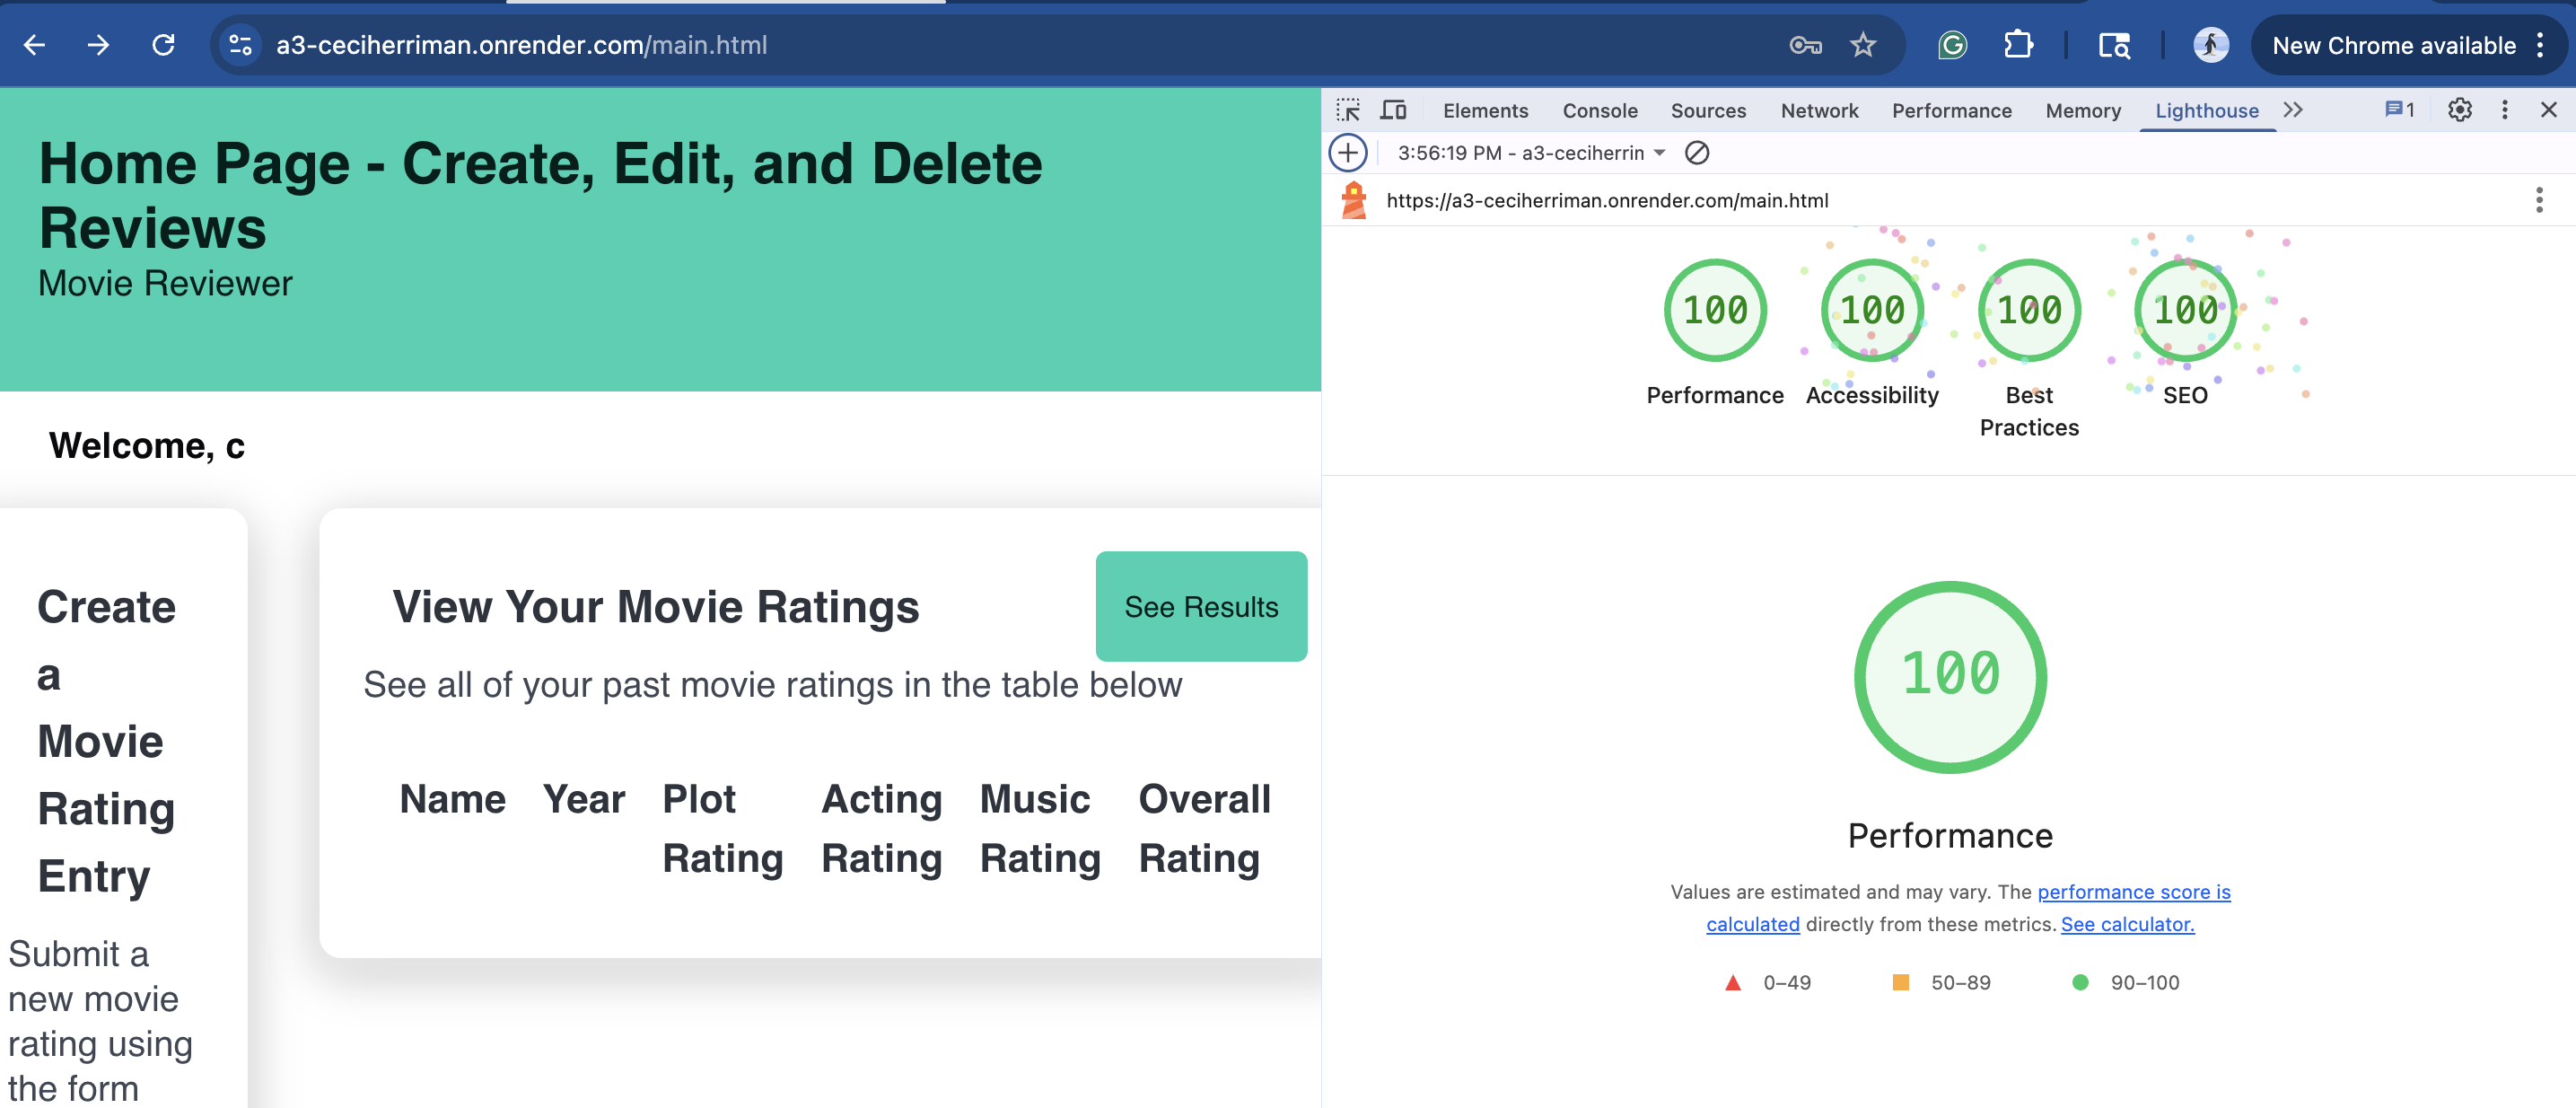 a3-ceciherriman.onrender.com/main.html
New Chrome available
Home Page - Create, Edit, and Delete
Reviews
Movie Reviewer
Welcome, c
Create
a
Movie
Rating
Entry
Submit a
new movie
rating using
the form
View Your Movie Ratings
See Results
See all of your past movie ratings in the table below
Name Year Plot Rating Acting Rating Music Rating Overall Rating
Elements Console Sources Network Performance Memory Lighthouse 1
3:56:19 PM - a3-ceciherrin
https://a3-ceciherriman.onrender.com/main.html
100 100 100 100
Performance Accessibility Best Practices SEO
100
Performance
Values are estimated and may vary. The performance score is
calculated directly from these metrics. See calculator.
0–49 50–89 90–100